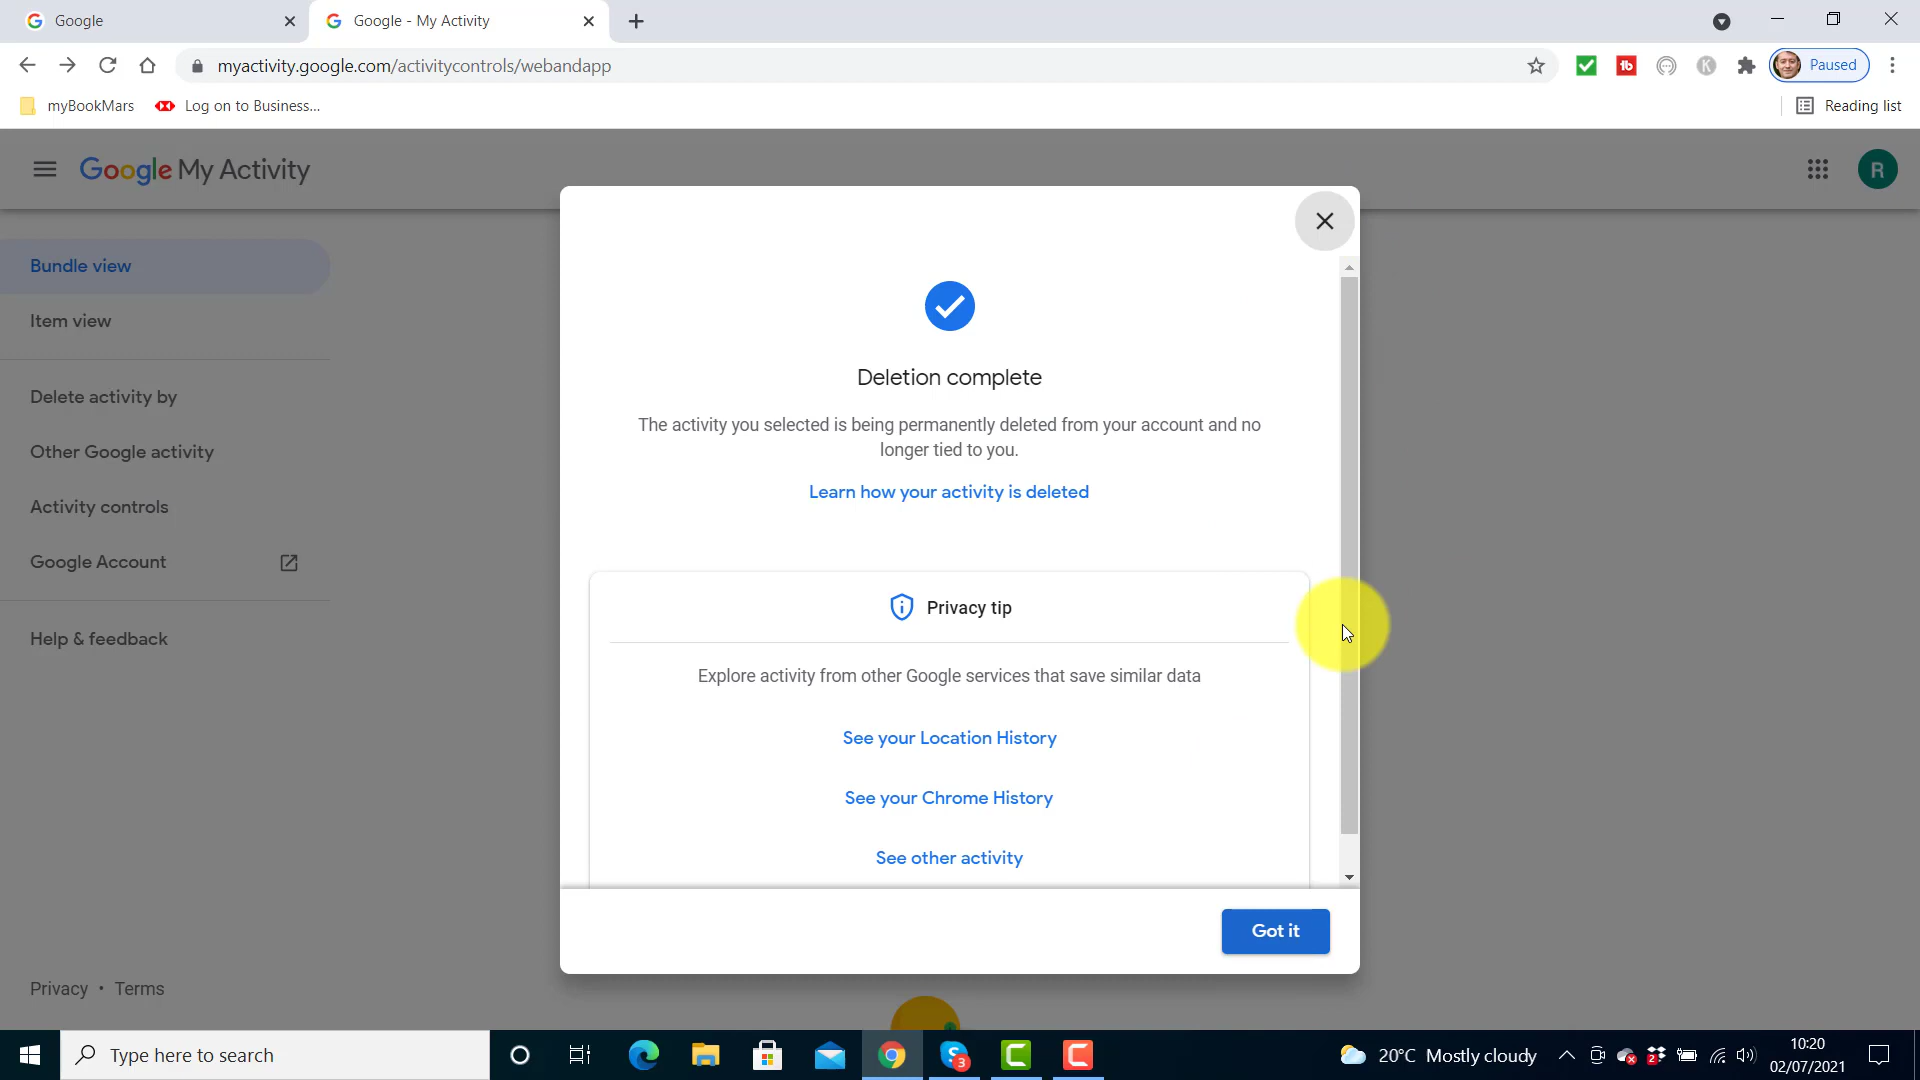 Google
Google - My Activity
myactivity.google.com/activitycontrols/webandapp
Paused
myBookMars
Log on to Business...
Reading list
Google My Activity
R
Bundle view
Item view
Delete activity by
Other Google activity
Activity controls
Google Account
Help & feedback
Privacy • Terms
Deletion complete
The activity you selected is being permanently deleted from your account and no
longer tied to you.
Learn how your activity is deleted
Privacy tip
Explore activity from other Google services that save similar data
See your Location History
See your Chrome History
See other activity
Got it
Type here to search
20°C Mostly cloudy
10:20
02/07/2021